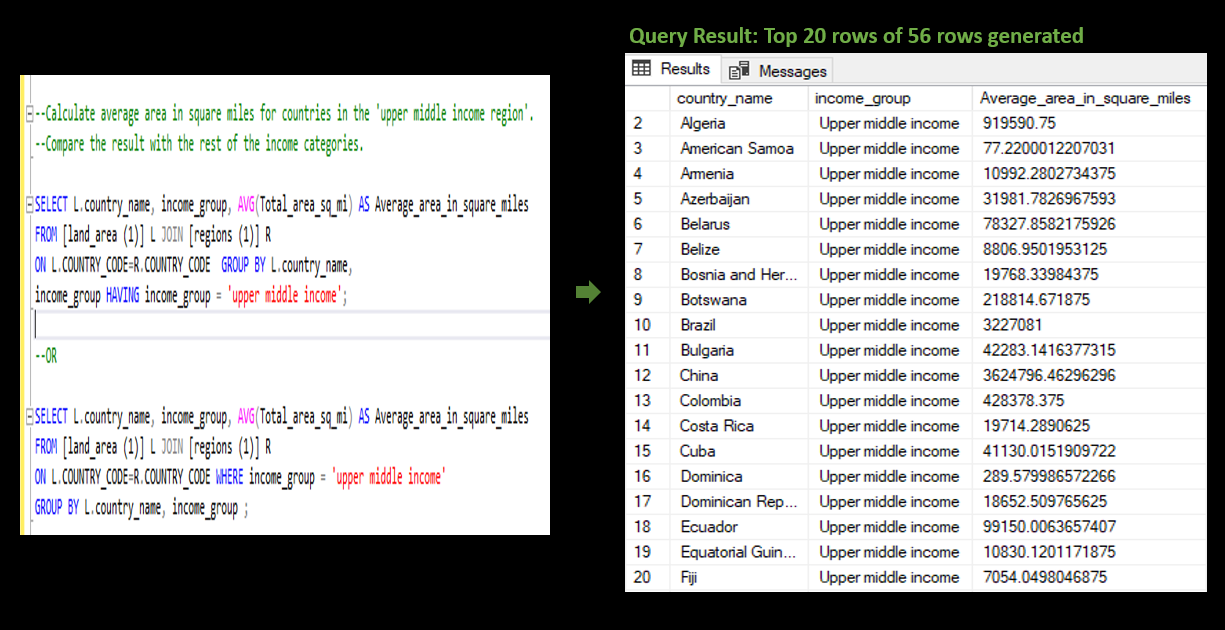 Query Result: Top 20 rows of 56 rows generated
--Calculate average area in square miles for countries in the 'upper middle income region'.
--Compare the result with the rest of the income categories.
SELECT L.country_name, income_group, AVG(Total_area_sq_mi) AS Average_area_in_square_miles
FROM [land_area (1)] L JOIN [regions (1)] R
ON L.COUNTRY_CODE=R.COUNTRY_CODE GROUP BY L.country_name,
income_group HAVING income_group = 'upper middle income';
--OR
SELECT L.country_name, income_group, AVG(Total_area_sq_mi) AS Average_area_in_square_miles
FROM [land_area (1)] L JOIN [regions (1)] R
ON L.COUNTRY_CODE=R.COUNTRY_CODE WHERE income_group = 'upper middle income'
GROUP BY L.country_name, income_group ;
Results Messages
country_name income_group Average_area_in_square_miles
2 Algeria Upper middle income 919590.75
3 American Samoa Upper middle income 77.2200012207031
4 Armenia Upper middle income 10992.2802734375
5 Azerbaijan Upper middle income 31981.7826967593
6 Belarus Upper middle income 78327.8582175926
7 Belize Upper middle income 8806.9501953125
8 Bosnia and Her... Upper middle income 19768.33984375
9 Botswana Upper middle income 218814.671875
10 Brazil Upper middle income 3227081
11 Bulgaria Upper middle income 42283.1416377315
12 China Upper middle income 3624796.46296296
13 Colombia Upper middle income 428378.375
14 Costa Rica Upper middle income 19714.2890625
15 Cuba Upper middle income 41130.0151909722
16 Dominica Upper middle income 289.579986572266
17 Dominican Rep... Upper middle income 18652.509765625
18 Ecuador Upper middle income 99150.0063657407
19 Equatorial Guin... Upper middle income 10830.1201171875
20 Fiji Upper middle income 7054.0498046875